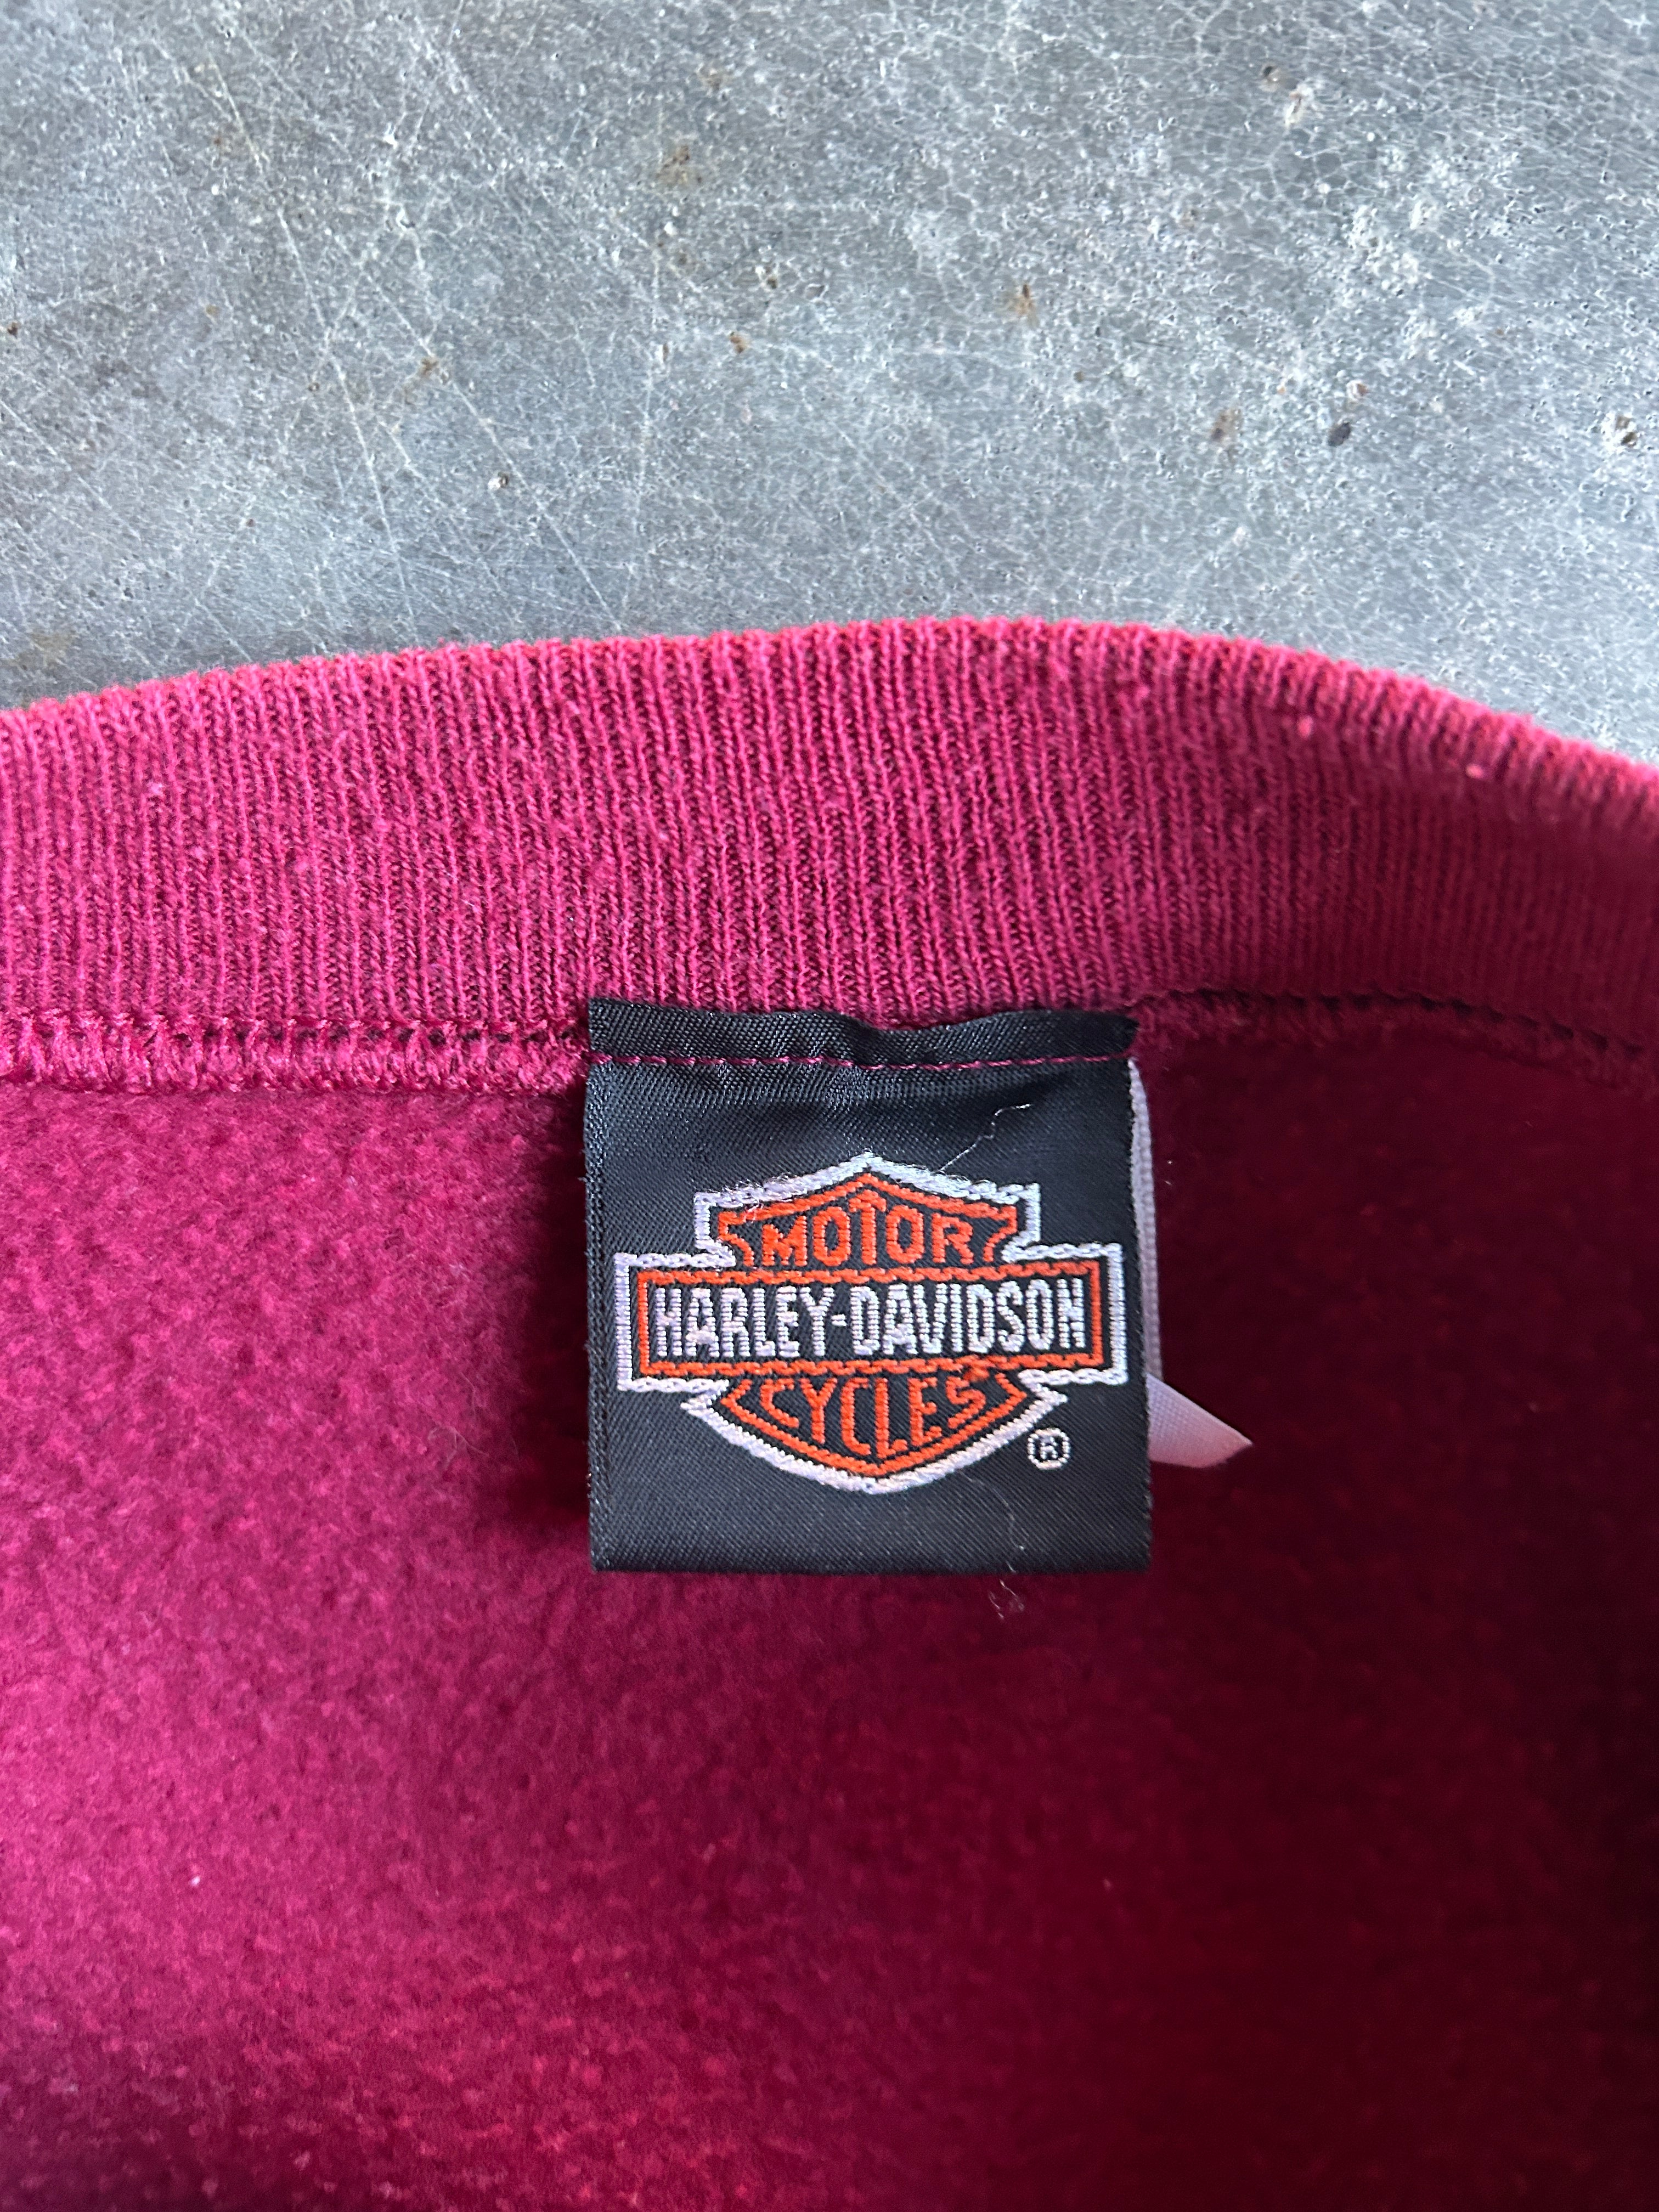 MOTOR
HARLEY-DAVIDSON
CYCLES
®